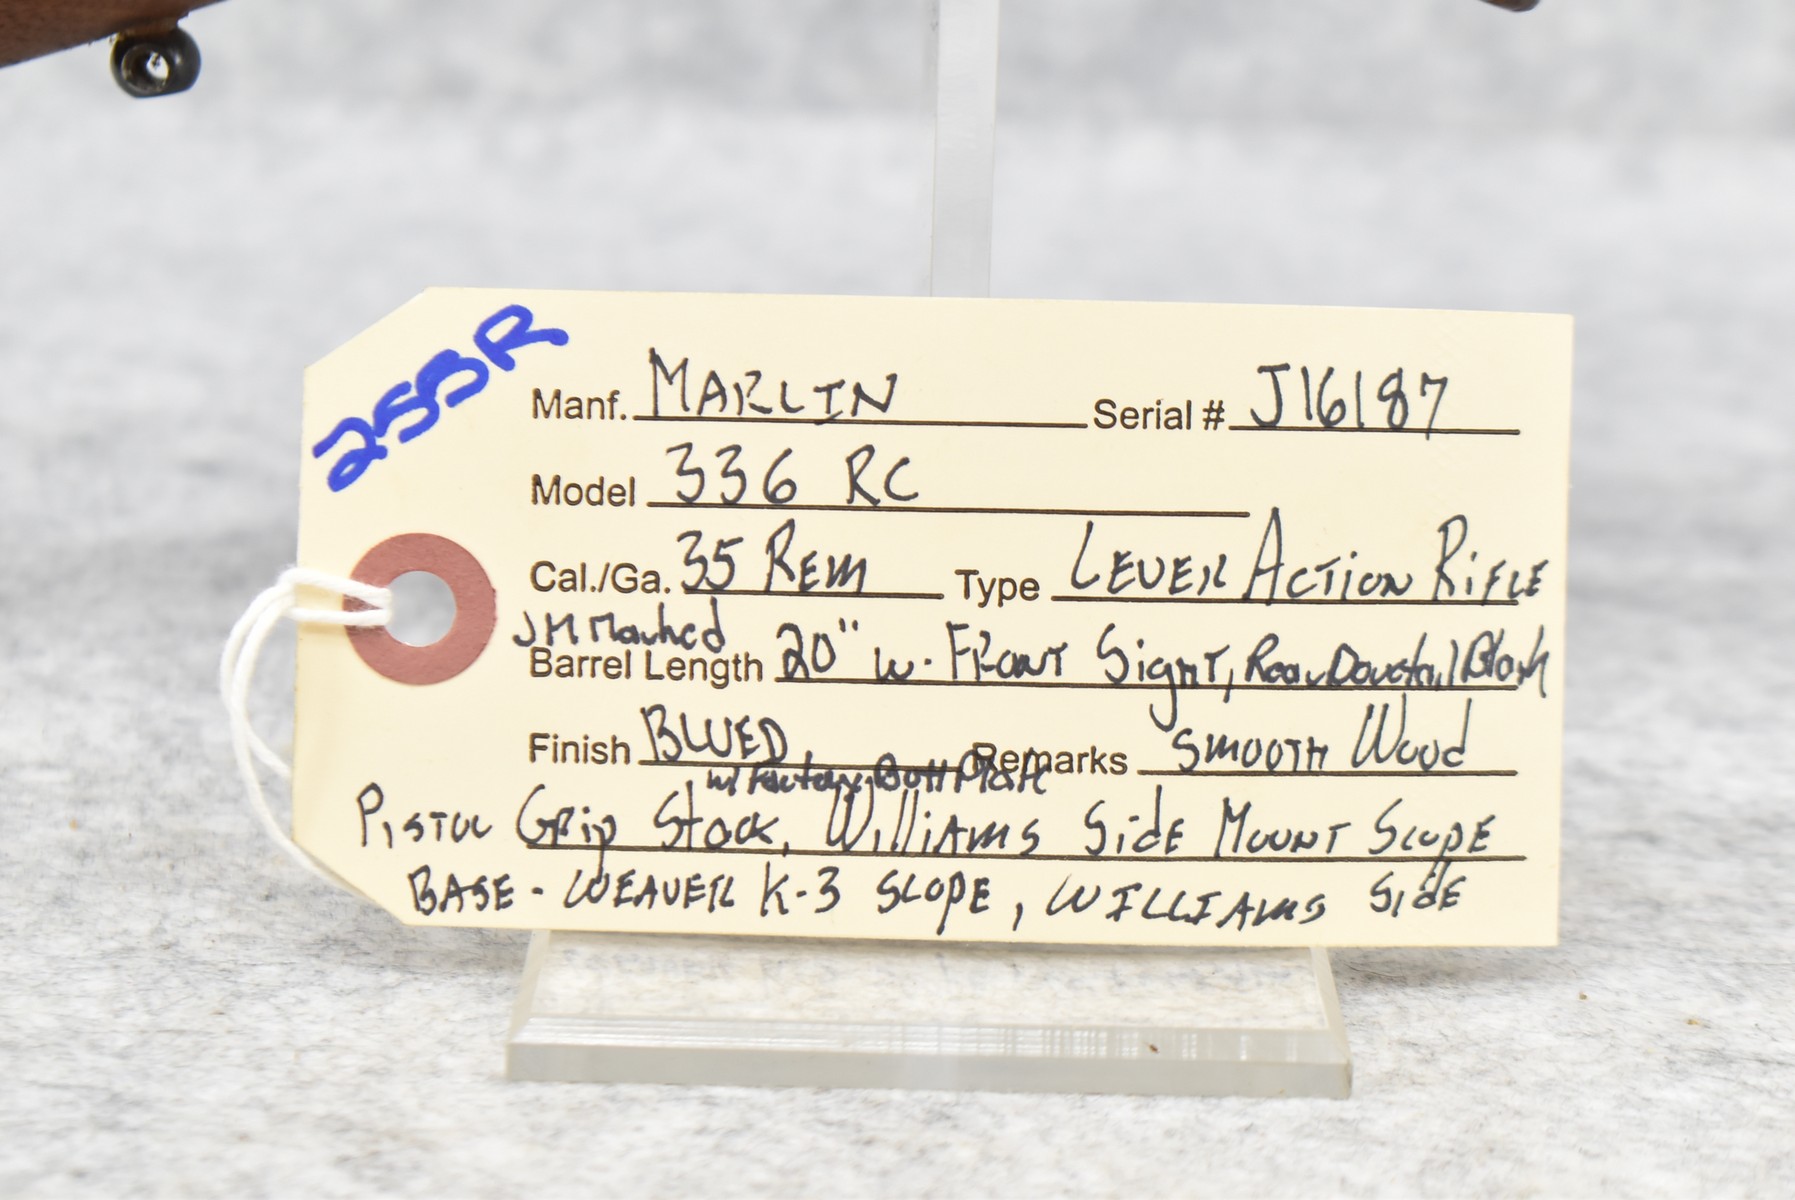 255R
Manf. MARLIN Serial # J16187
Model 336 RC
Cal./Ga. 35 REM Type LEVER ACTION RIFLE
JM Marked
Barrel Length 20" w. FRONT SIGHT, Rear Dovetail Blank
Finish BLUED Remarks SMOOTH WOOD
w/ Factory Butt Plate
PISTOL GRIP STOCK, WILLIAMS SIDE MOUNT SCOPE
BASE - WEAVER K-3 SCOPE, WILLIAMS SIDE